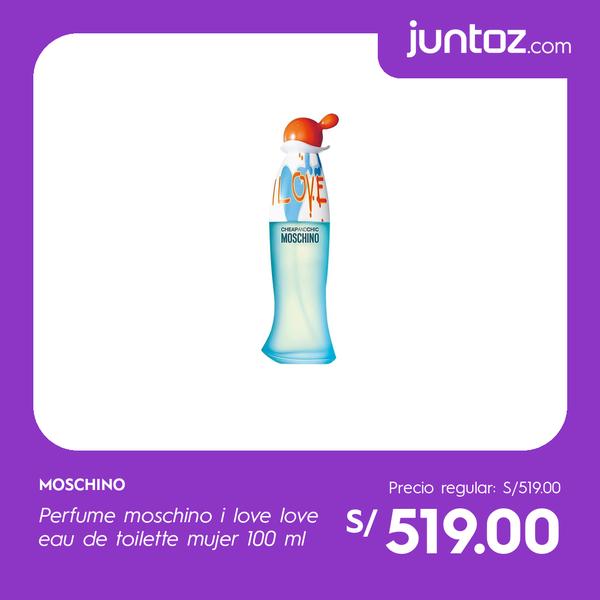 juntoz.com
I LOVE
CHEAPANDCHIC
MOSCHINO
MOSCHINO
Perfume moschino i love love
eau de toilette mujer 100 ml
Precio regular: S/519.00
S/ 519.00